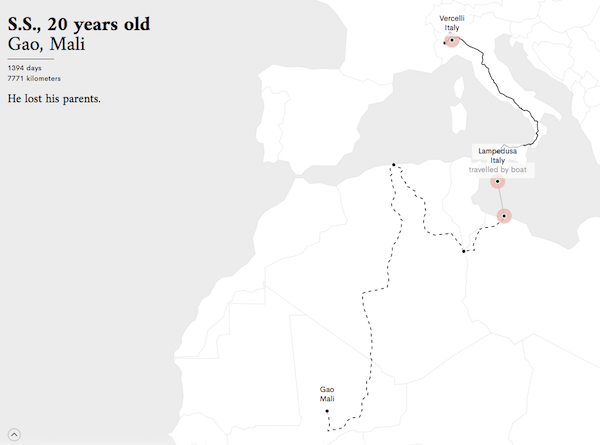 S.S., 20 years old
Gao, Mali
1394 days
7771 kilometers
He lost his parents.
Vercelli
Italy
Lampedusa
Italy
travelled by boat
Gao
Mali